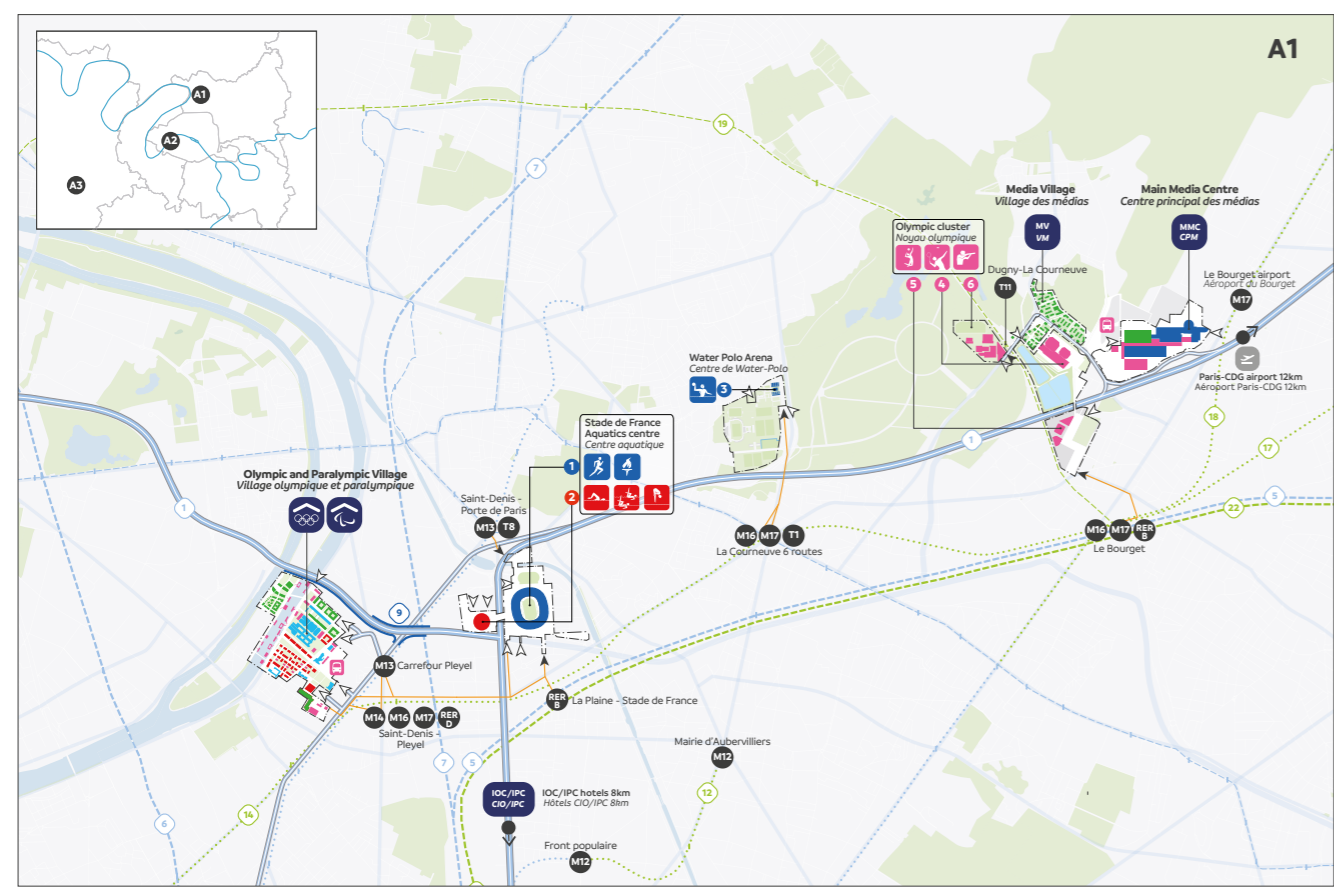 A1
A1
A2
A3
19
7
Media Village
Village des médias
MV
VM
Main Media Centre
Centre principal des médias
MMC
CPM
Olympic cluster
Noyau olympique
5
4
6
Dugny-La Courneuve
T11
Le Bourget airport
Aéroport du Bourget
M17
Paris-CDG airport 12km
Aéroport Paris-CDG 12km
Water Polo Arena
Centre de Water-Polo
3
18
17
1
Stade de France
Aquatics centre
Centre aquatique
1
2
Olympic and Paralympic Village
Village olympique et paralympique
1
Saint-Denis -
Porte de Paris
M13
T8
5
22
M16
M17
T1
La Courneuve 6 routes
M16
M17
RER
B
Le Bourget
9
M13
Carrefour Pleyel
M14
M16
M17
RER
D
Saint-Denis -
Pleyel
RER
B
La Plaine - Stade de France
Mairie d'Aubervilliers
M12
7
5
12
IOC/IPC
CIO/IPC
IOC/IPC hotels 8km
Hôtels CIO/IPC 8km
14
6
Front populaire
M12